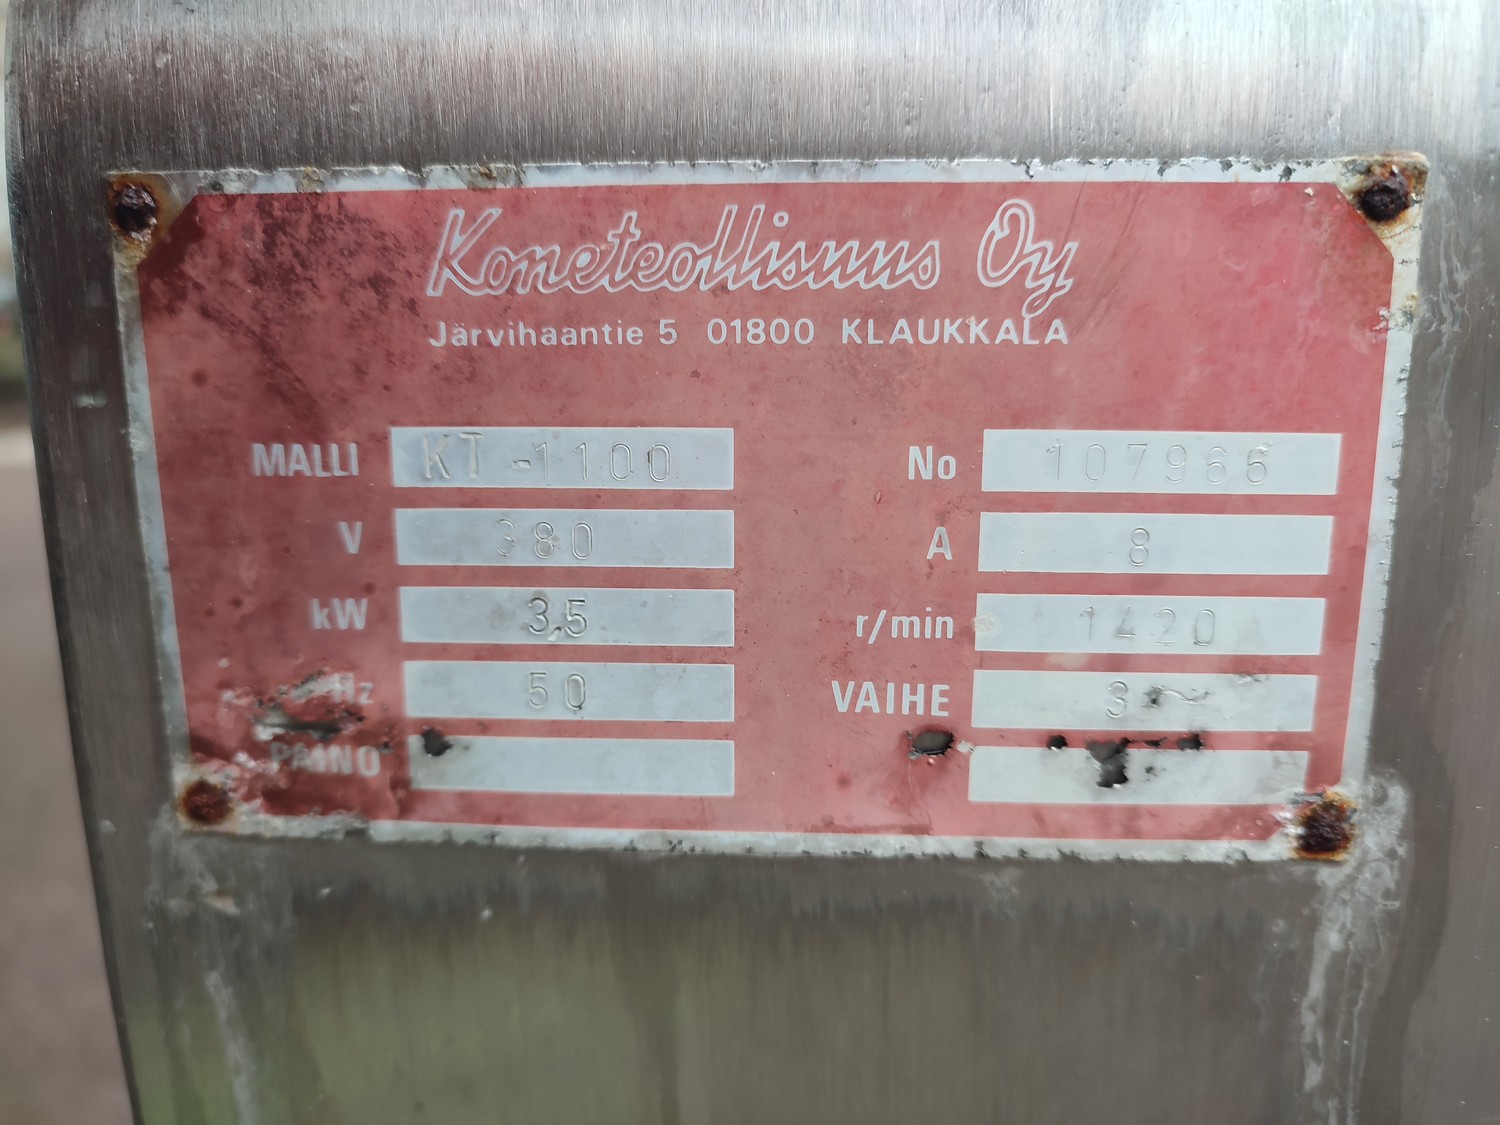 Koneteollisuus Oy
Järvihaantie 5 01800 KLAUKKALA
MALLI KT-1100 No 107966
V 380 A 8
kW 3,5 r/min 1420
Hz 50 VAIHE 3~
PAINO